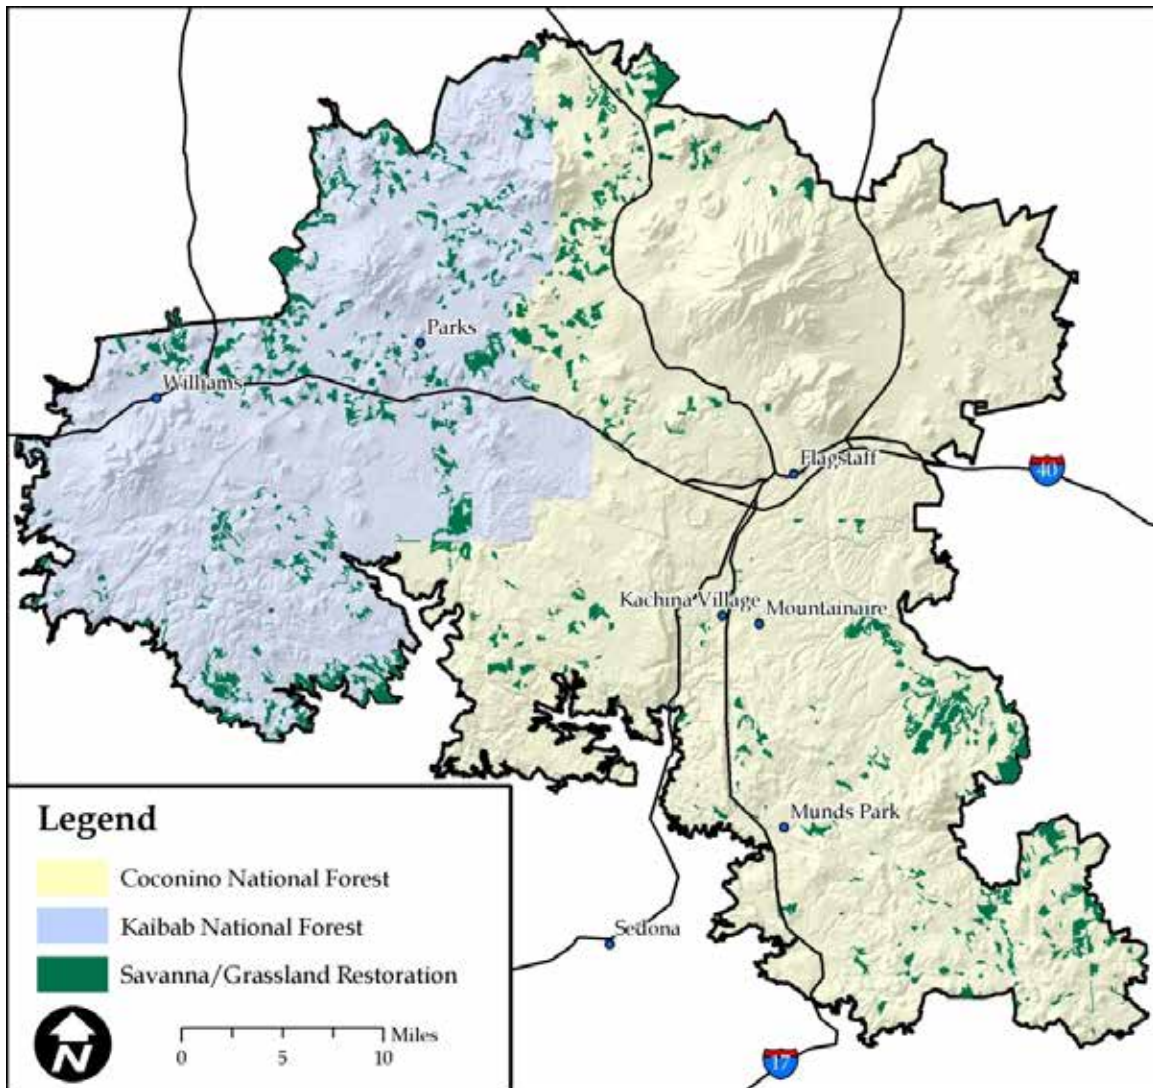 Parks
Williams
Flagstaff
40
Kachina Village
Mountainaire
Munds Park
Sedona
17
Legend
Coconino National Forest
Kaibab National Forest
Savanna/Grassland Restoration
N
Miles
0 5 10